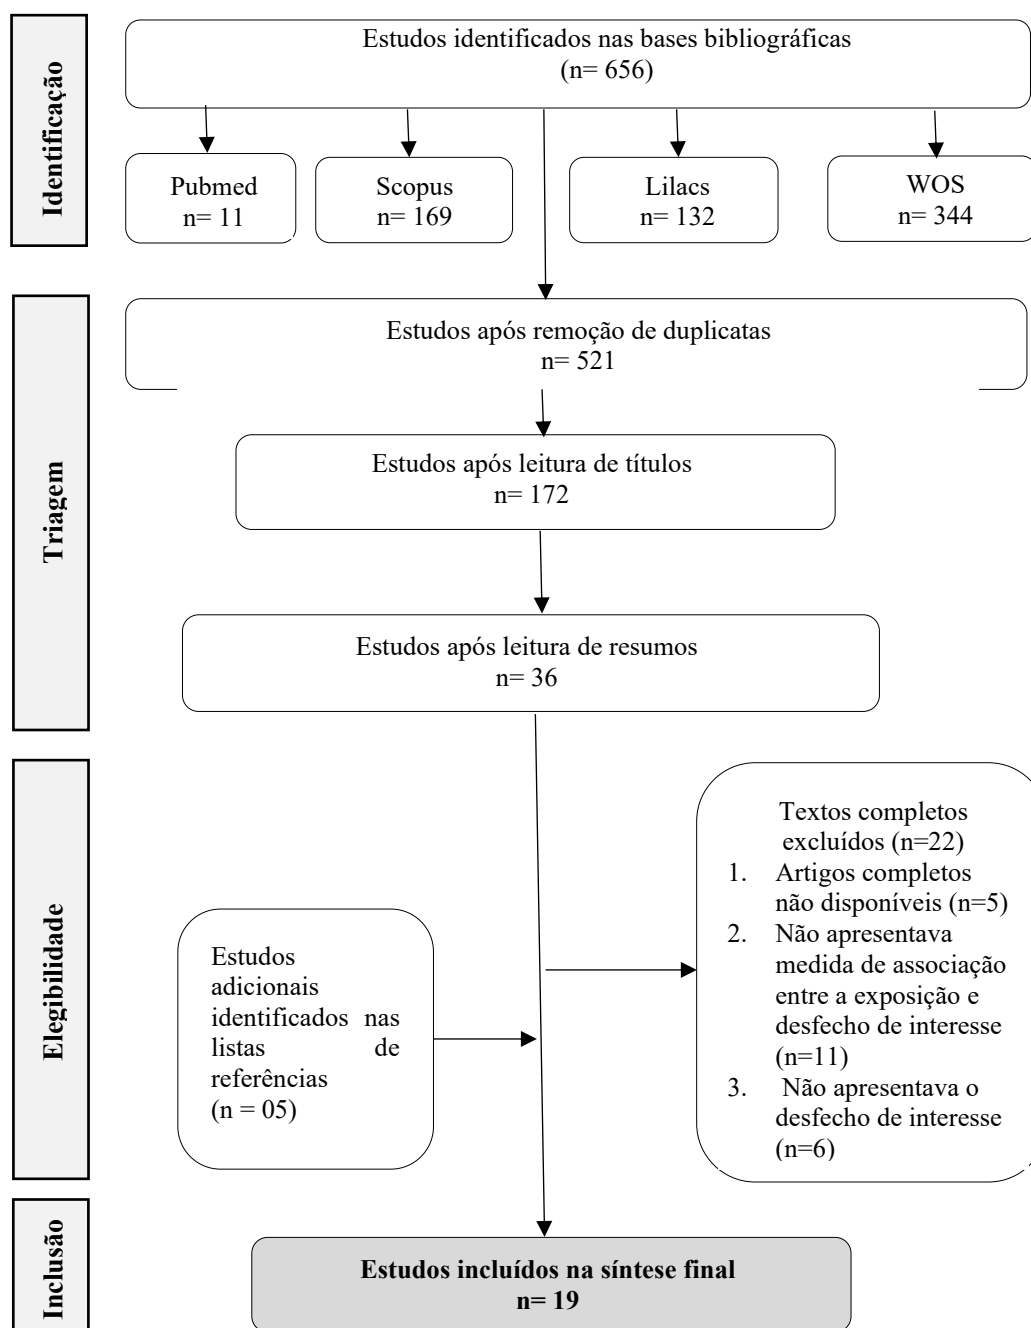 Identificação
Estudos identificados nas bases bibliográficas
(n= 656)
Pubmed
n= 11
Scopus
n= 169
Lilacs
n= 132
WOS
n= 344
Triagem
Estudos após remoção de duplicatas
n= 521
Estudos após leitura de títulos
n= 172
Estudos após leitura de resumos
n= 36
Elegibilidade
Estudos
adicionais
identificados nas
listas de
referências
(n = 05)
Textos completos
excluídos (n=22)
1. Artigos completos
não disponíveis (n=5)
2. Não apresentava
medida de associação
entre a exposição e
desfecho de interesse
(n=11)
3. Não apresentava o
desfecho de interesse
(n=6)
Inclusão
Estudos incluídos na síntese final
n= 19